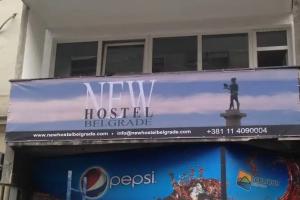 NEW
HOSTEL
BELGRADE
www.newhostelbelgrade.com • info@newhostelbelgrade.com +381 11 4090004
pepsi